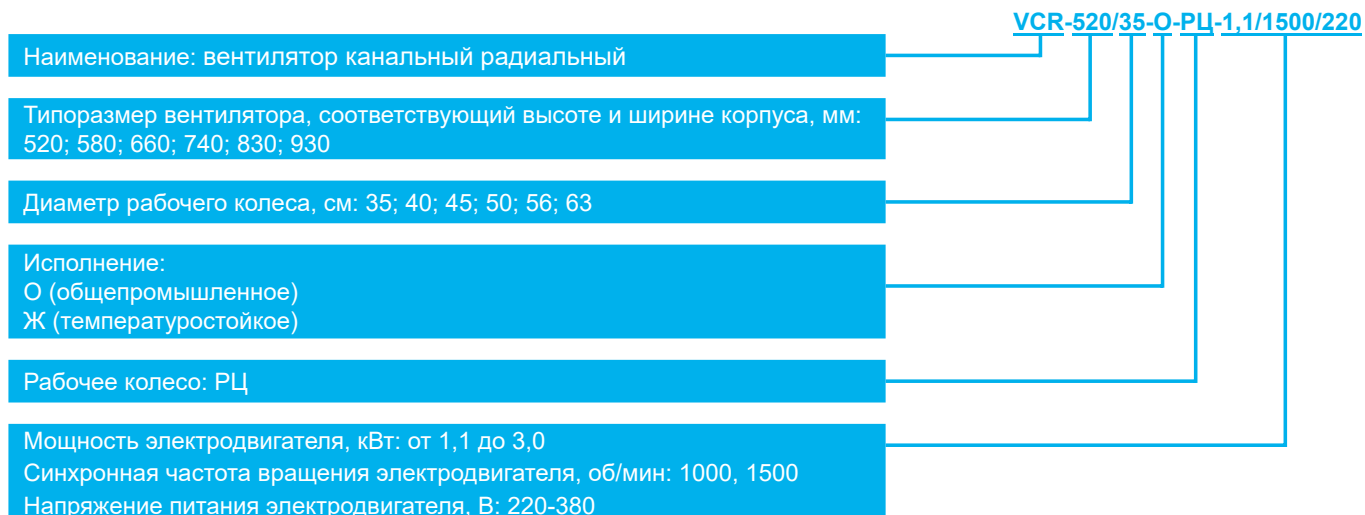 VCR-520/35-О-РЦ-1,1/1500/220
Наименование: вентилятор канальный радиальный
Типоразмер вентилятора, соответствующий высоте и ширине корпуса, мм:
520; 580; 660; 740; 830; 930
Диаметр рабочего колеса, см: 35; 40; 45; 50; 56; 63
Исполнение:
О (общепромышленное)
Ж (температуростойкое)
Рабочее колесо: РЦ
Мощность электродвигателя, кВт: от 1,1 до 3,0
Синхронная частота вращения электродвигателя, об/мин: 1000, 1500
Напряжение питания электродвигателя, В: 220-380